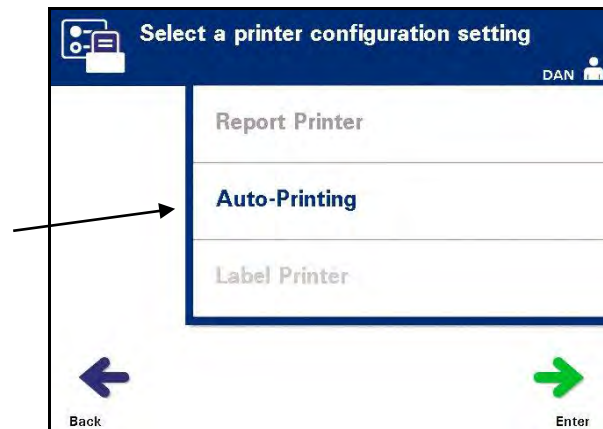 Select a printer configuration setting
DAN
Report Printer
Auto-Printing
Label Printer
Back
Enter